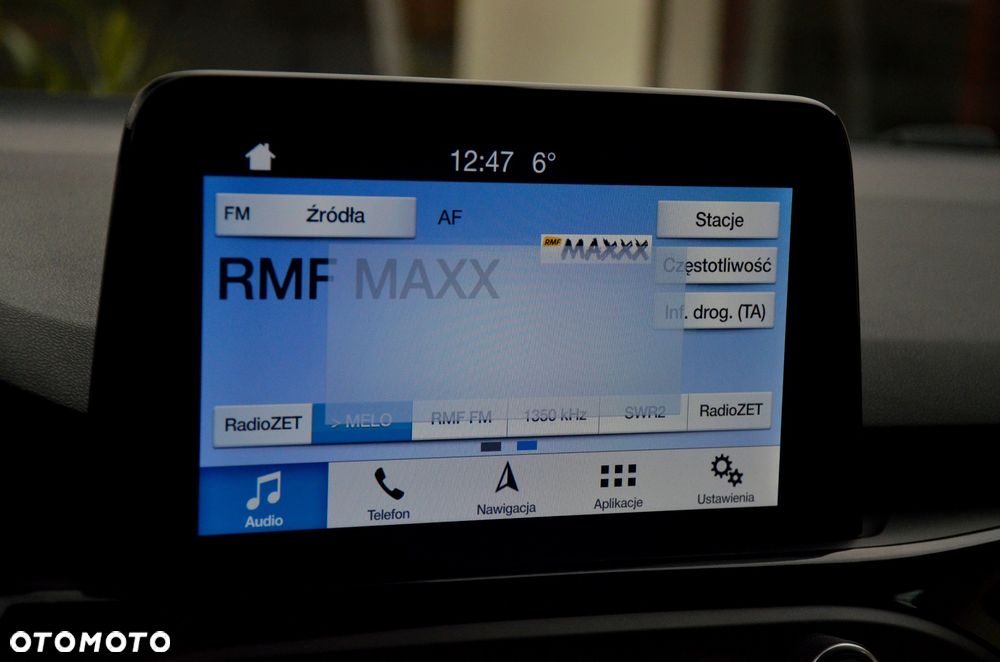 12:47 6°
FM Źródła AF Stacje
RMF MAXXX
RMF MAXX
Częstotliwość
Inf. drog. (TA)
RadioZET > MELO RMF FM 1350 kHz SWR2 RadioZET
Audio Telefon Nawigacja Aplikacje Ustawienia
OTOMOTO